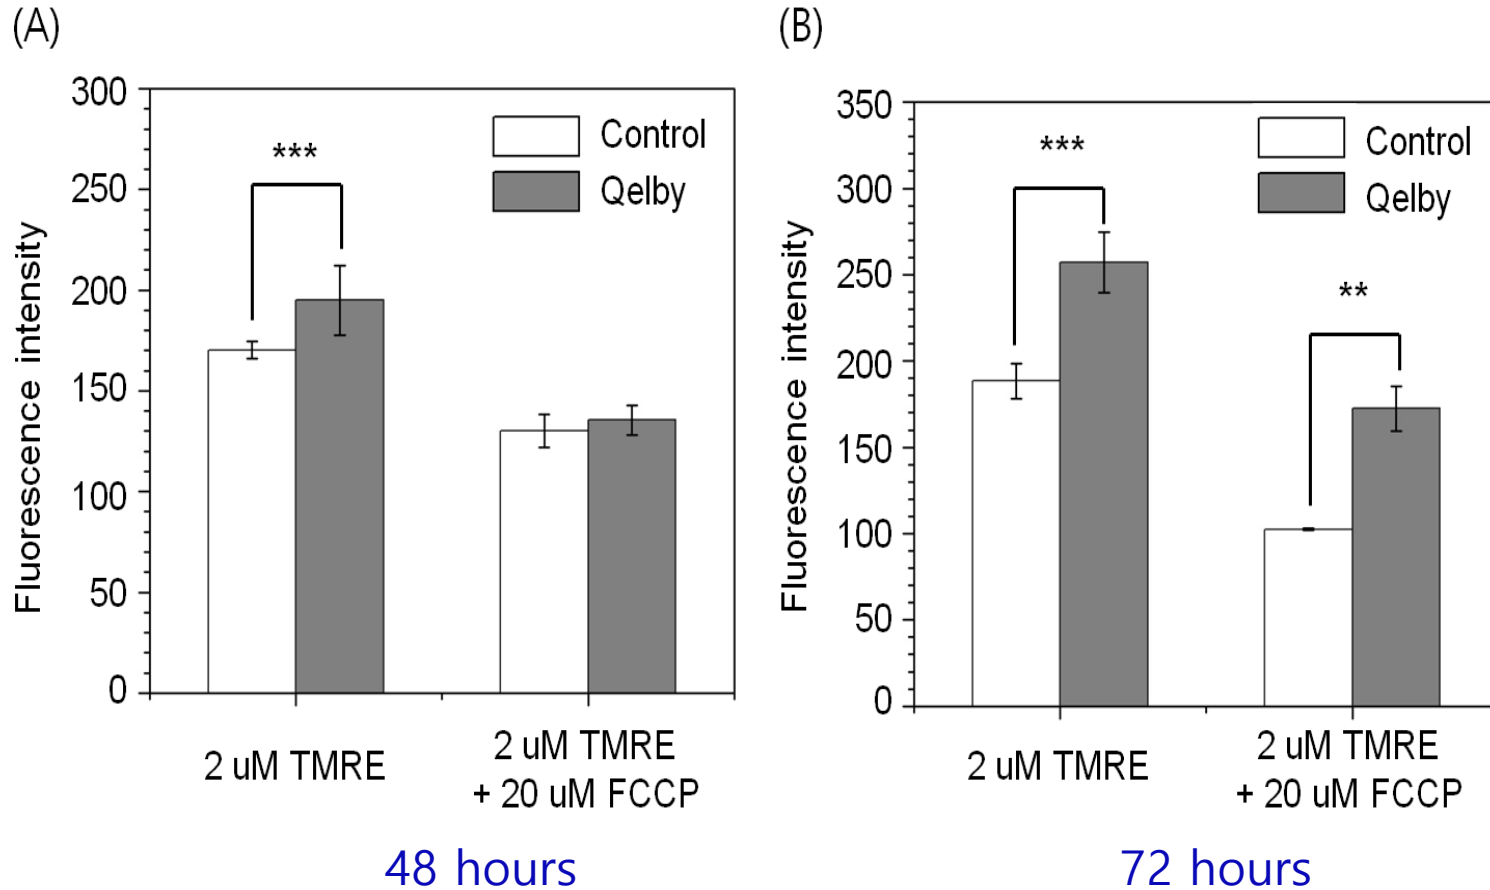 (A)
300
250
200
150
100
50
0
Fluorescence intensity
***
Control
Qelby
2 uM TMRE
2 uM TMRE
+ 20 uM FCCP
48 hours
(B)
350
300
250
200
150
100
50
0
Fluorescence intensity
***
**
Control
Qelby
2 uM TMRE
2 uM TMRE
+ 20 uM FCCP
72 hours